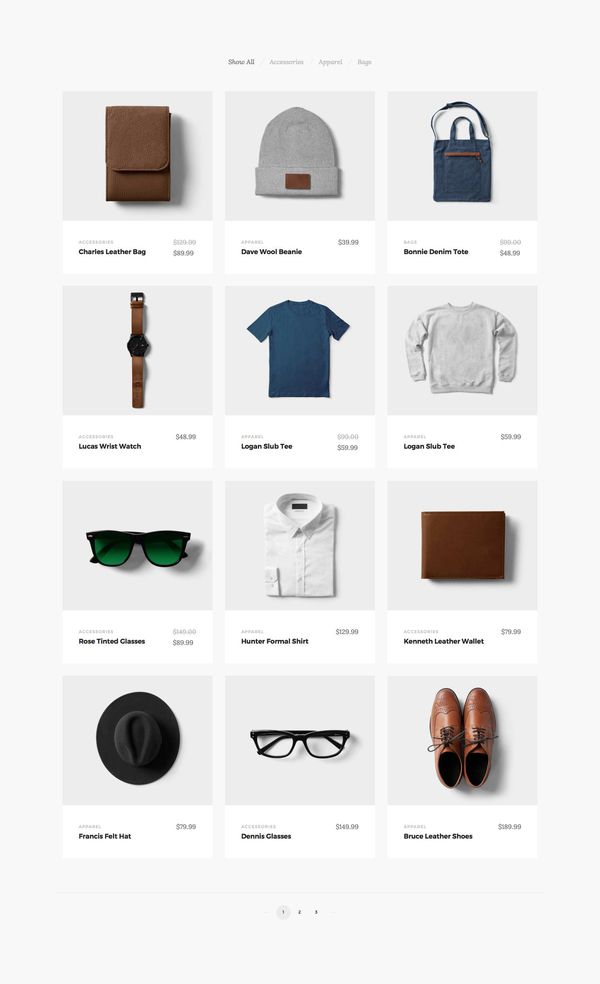 Show All / Accessories / Apparel / Bags
ACCESSORIES $129.99
Charles Leather Bag $89.99
APPAREL $39.99
Dave Wool Beanie
BAGS $99.00
Bonnie Denim Tote $48.99
ACCESSORIES $48.99
Lucas Wrist Watch
APPAREL $99.00
Logan Slub Tee $59.99
APPAREL $59.99
Logan Slub Tee
ACCESSORIES $149.00
Rose Tinted Glasses $89.99
APPAREL $129.99
Hunter Formal Shirt
ACCESSORIES $79.99
Kenneth Leather Wallet
APPAREL $79.99
Francis Felt Hat
ACCESSORIES $149.99
Dennis Glasses
APPAREL $189.99
Bruce Leather Shoes
1 2 3